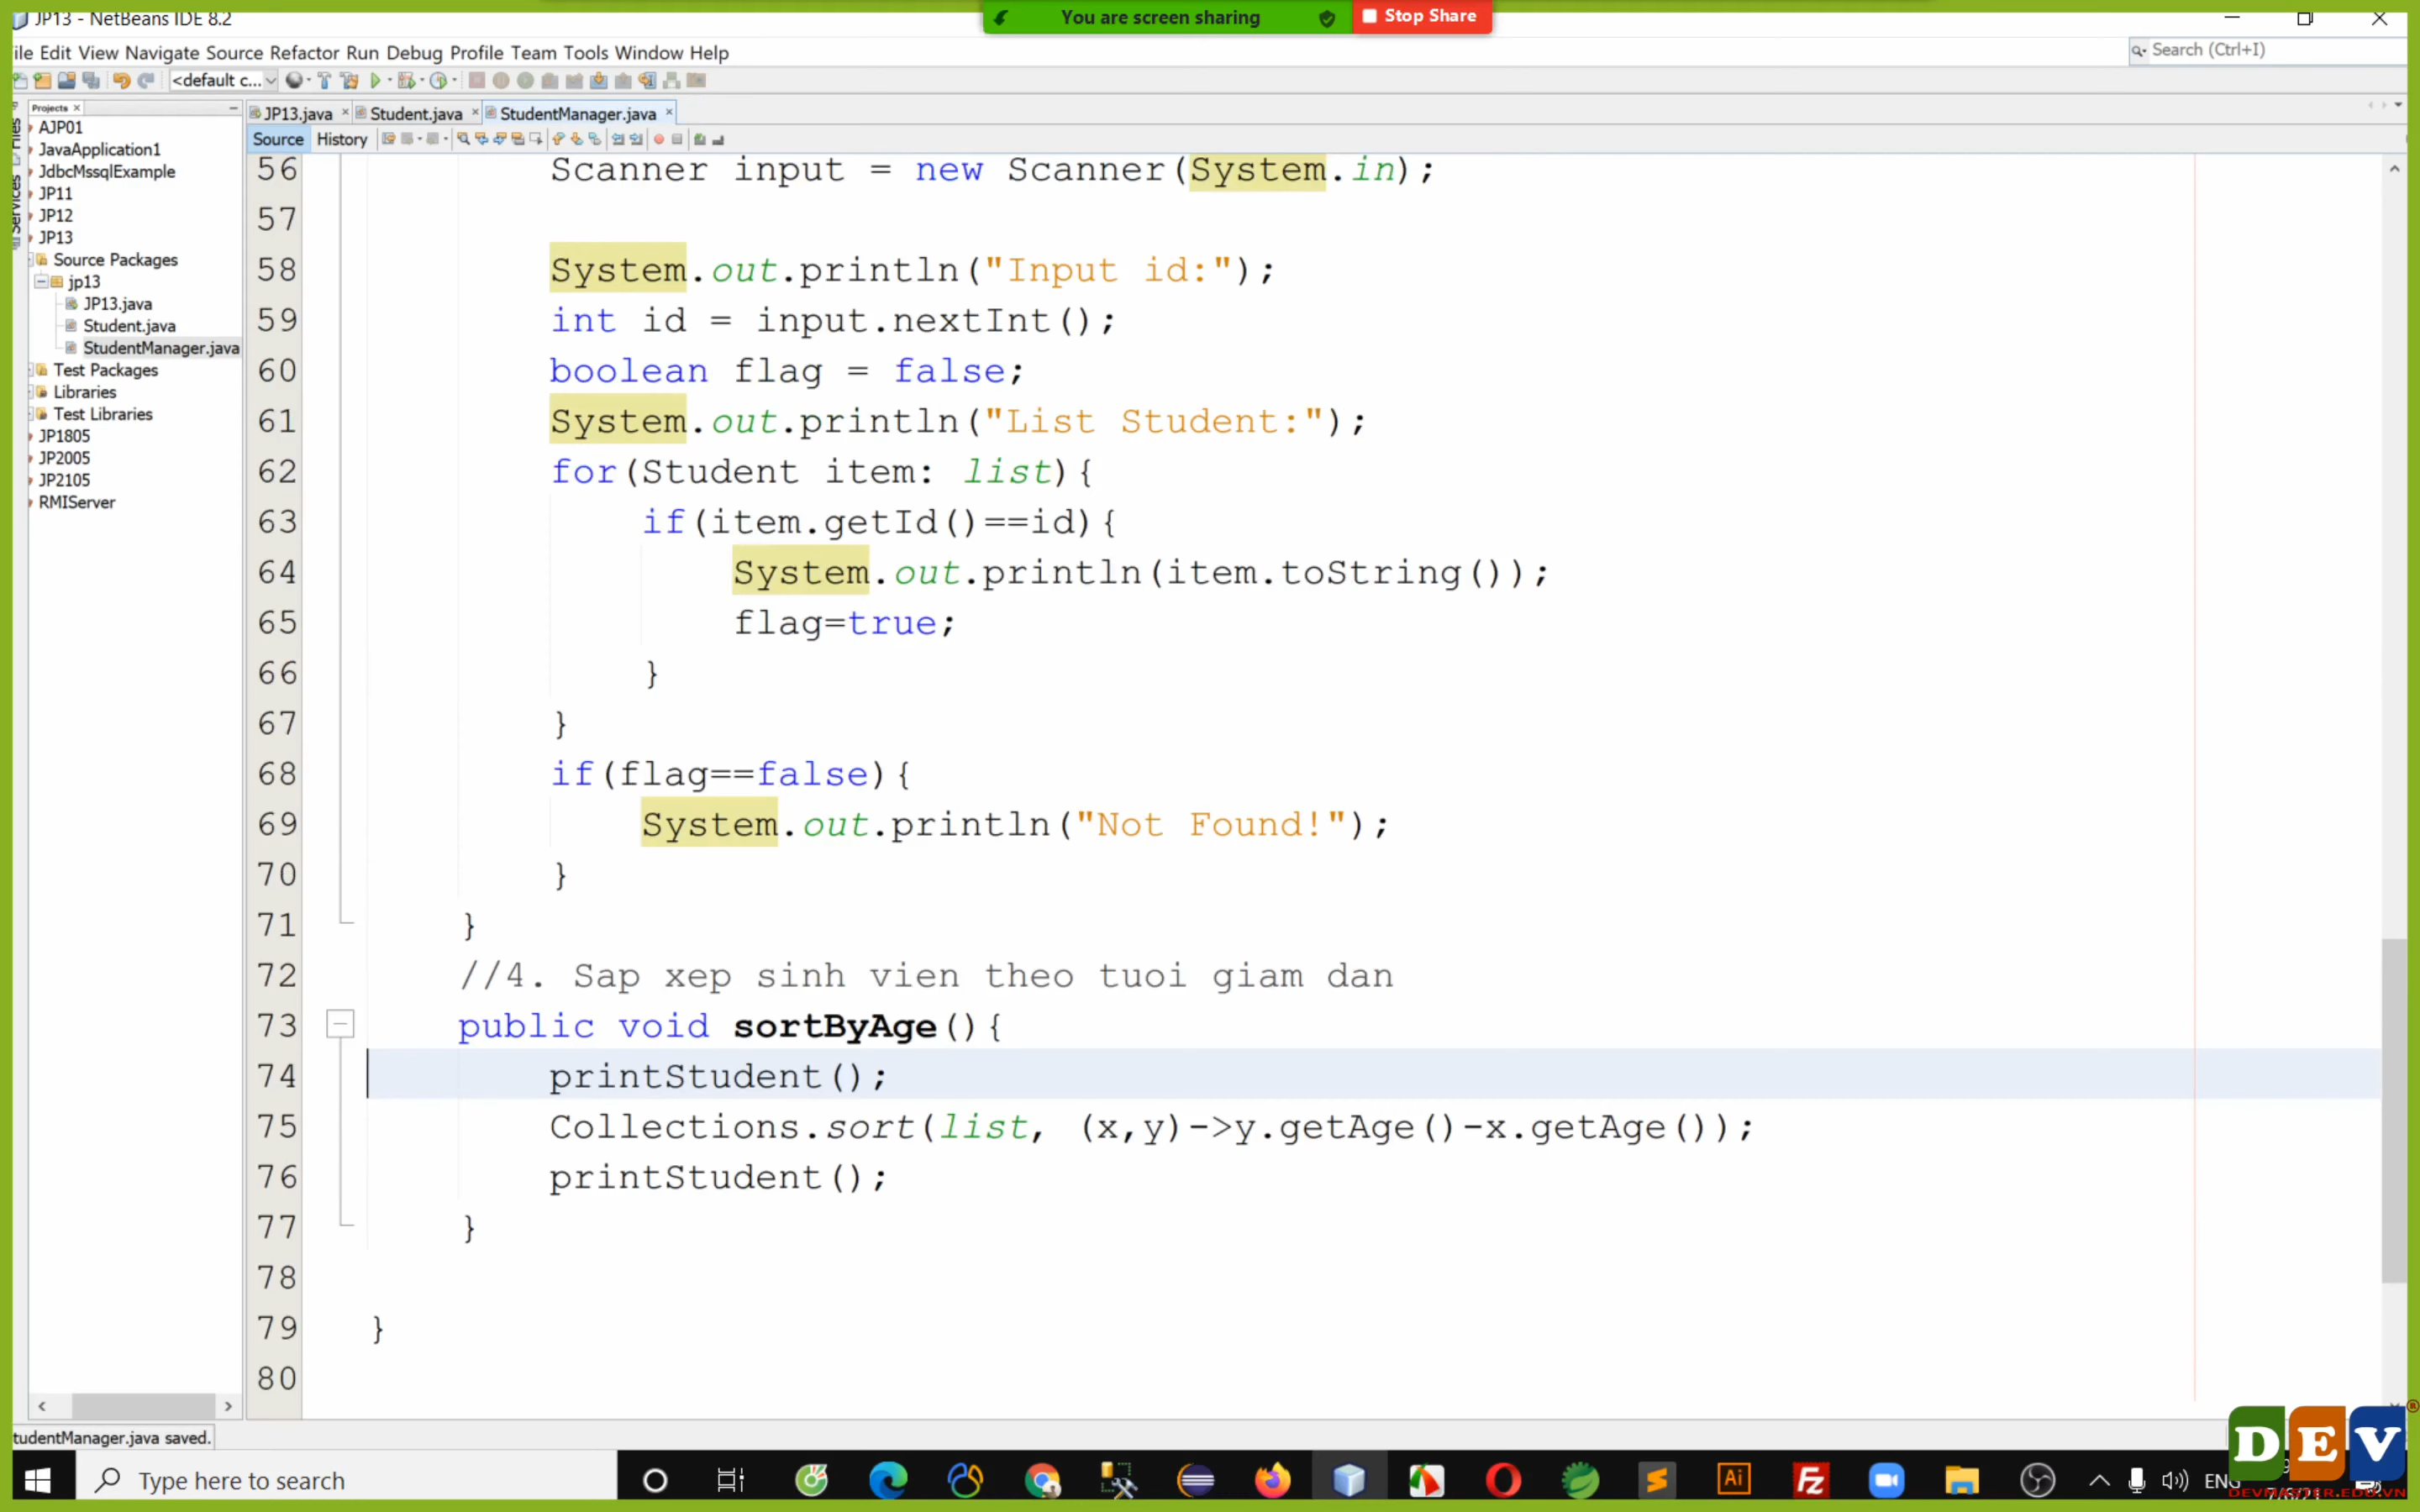 JP13 - NetBeans IDE 8.2
You are screen sharing
Stop Share
ile Edit View Navigate Source Refactor Run Debug Profile Team Tools Window Help
Search (Ctrl+I)
<default c...
Projects
JP13.java
Student.java
StudentManager.java
Files
Services
Source History
AJP01
JavaApplication1
JdbcMssqlExample
JP11
JP12
JP13
Source Packages
jp13
JP13.java
Student.java
StudentManager.java
Test Packages
Libraries
Test Libraries
JP1805
JP2005
JP2105
RMIServer
56 Scanner input = new Scanner(System.in);
57
58 System.out.println("Input id:");
59 int id = input.nextInt();
60 boolean flag = false;
61 System.out.println("List Student:");
62 for(Student item: list){
63 if(item.getId()==id){
64 System.out.println(item.toString());
65 flag=true;
66 }
67 }
68 if(flag==false){
69 System.out.println("Not Found!");
70 }
71 }
72 //4. Sap xep sinh vien theo tuoi giam dan
73 public void sortByAge(){
74 printStudent();
75 Collections.sort(list, (x,y)->y.getAge()-x.getAge());
76 printStudent();
77 }
78
79 }
80
tudentManager.java saved.
Type here to search
Ai
Fz
ENG
DEV
®
DEVMASTER.EDU.VN